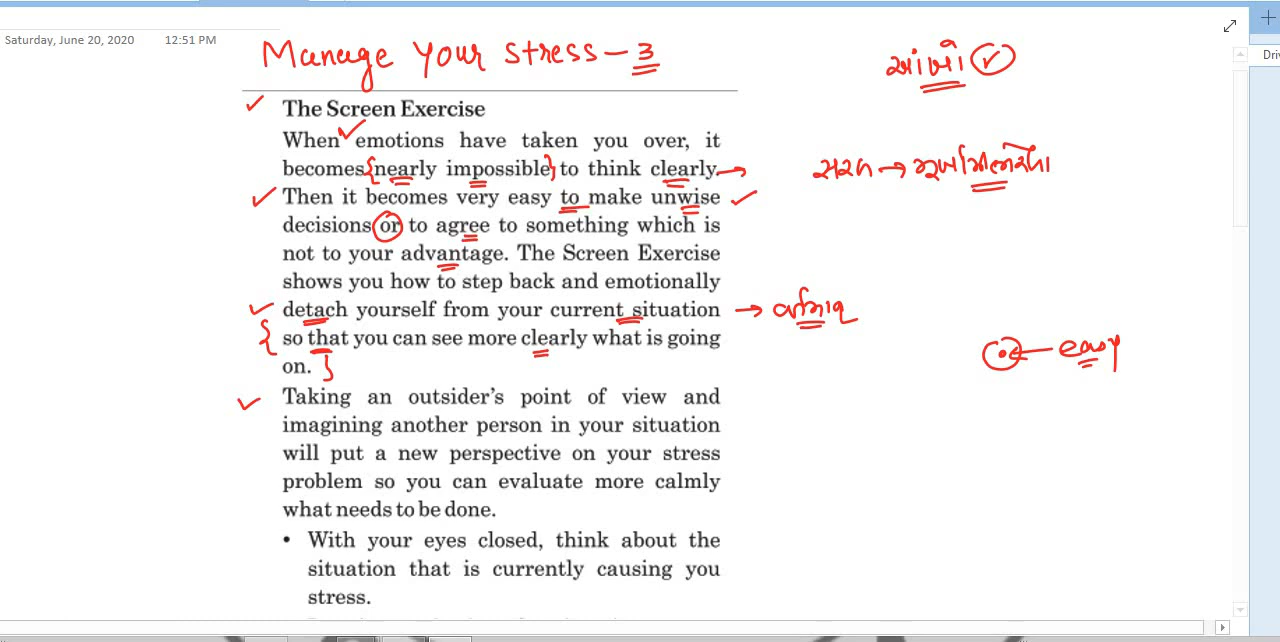 Saturday, June 20, 2020 12:51 PM
Manage Your Stress - 3
Driv
The Screen Exercise
When emotions have taken you over, it
becomes {nearly impossible} to think clearly. →
Then it becomes very easy to make unwise
decisions or to agree to something which is
not to your advantage. The Screen Exercise
shows you how to step back and emotionally
detach yourself from your current situation →
{so that you can see more clearly what is going
on. }
← easy
Taking an outsider's point of view and
imagining another person in your situation
will put a new perspective on your stress
problem so you can evaluate more calmly
what needs to be done.
• With your eyes closed, think about the
situation that is currently causing you
stress.